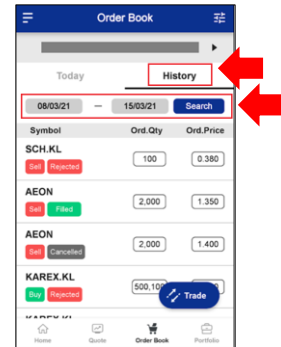 Order Book
Today History
08/03/21 — 15/03/21 Search
Symbol Ord.Qty Ord.Price
SCH.KL
Sell Rejected 100 0.380
AEON
Sell Filled 2,000 1.350
AEON
Sell Cancelled 2,000 1.400
KAREX.KL
Buy Rejected Trade
Home Quote Order Book Portfolio